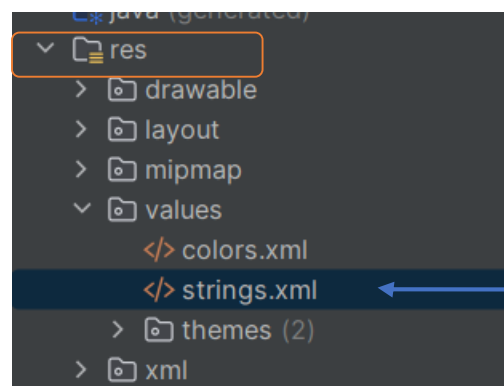 java (generated)
res
drawable
layout
mipmap
values
</> colors.xml
</> strings.xml
themes (2)
xml